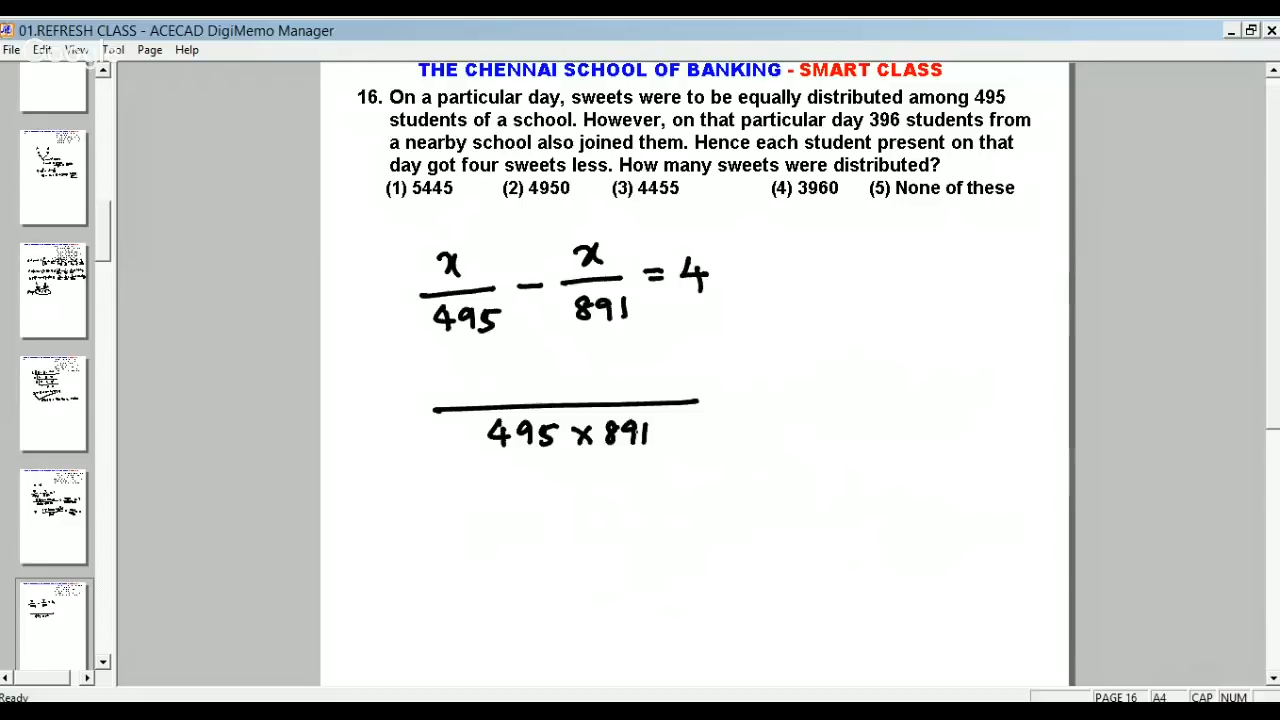 01.REFRESH CLASS - ACECAD DigiMemo Manager
File Edit View Tool Page Help
Google
THE CHENNAI SCHOOL OF BANKING - SMART CLASS
16. On a particular day, sweets were to be equally distributed among 495
students of a school. However, on that particular day 396 students from
a nearby school also joined them. Hence each student present on that
day got four sweets less. How many sweets were distributed?
(1) 5445 (2) 4950 (3) 4455 (4) 3960 (5) None of these
x/495 - x/891 = 4
495 x 891
Ready PAGE 16 A4 CAP NUM